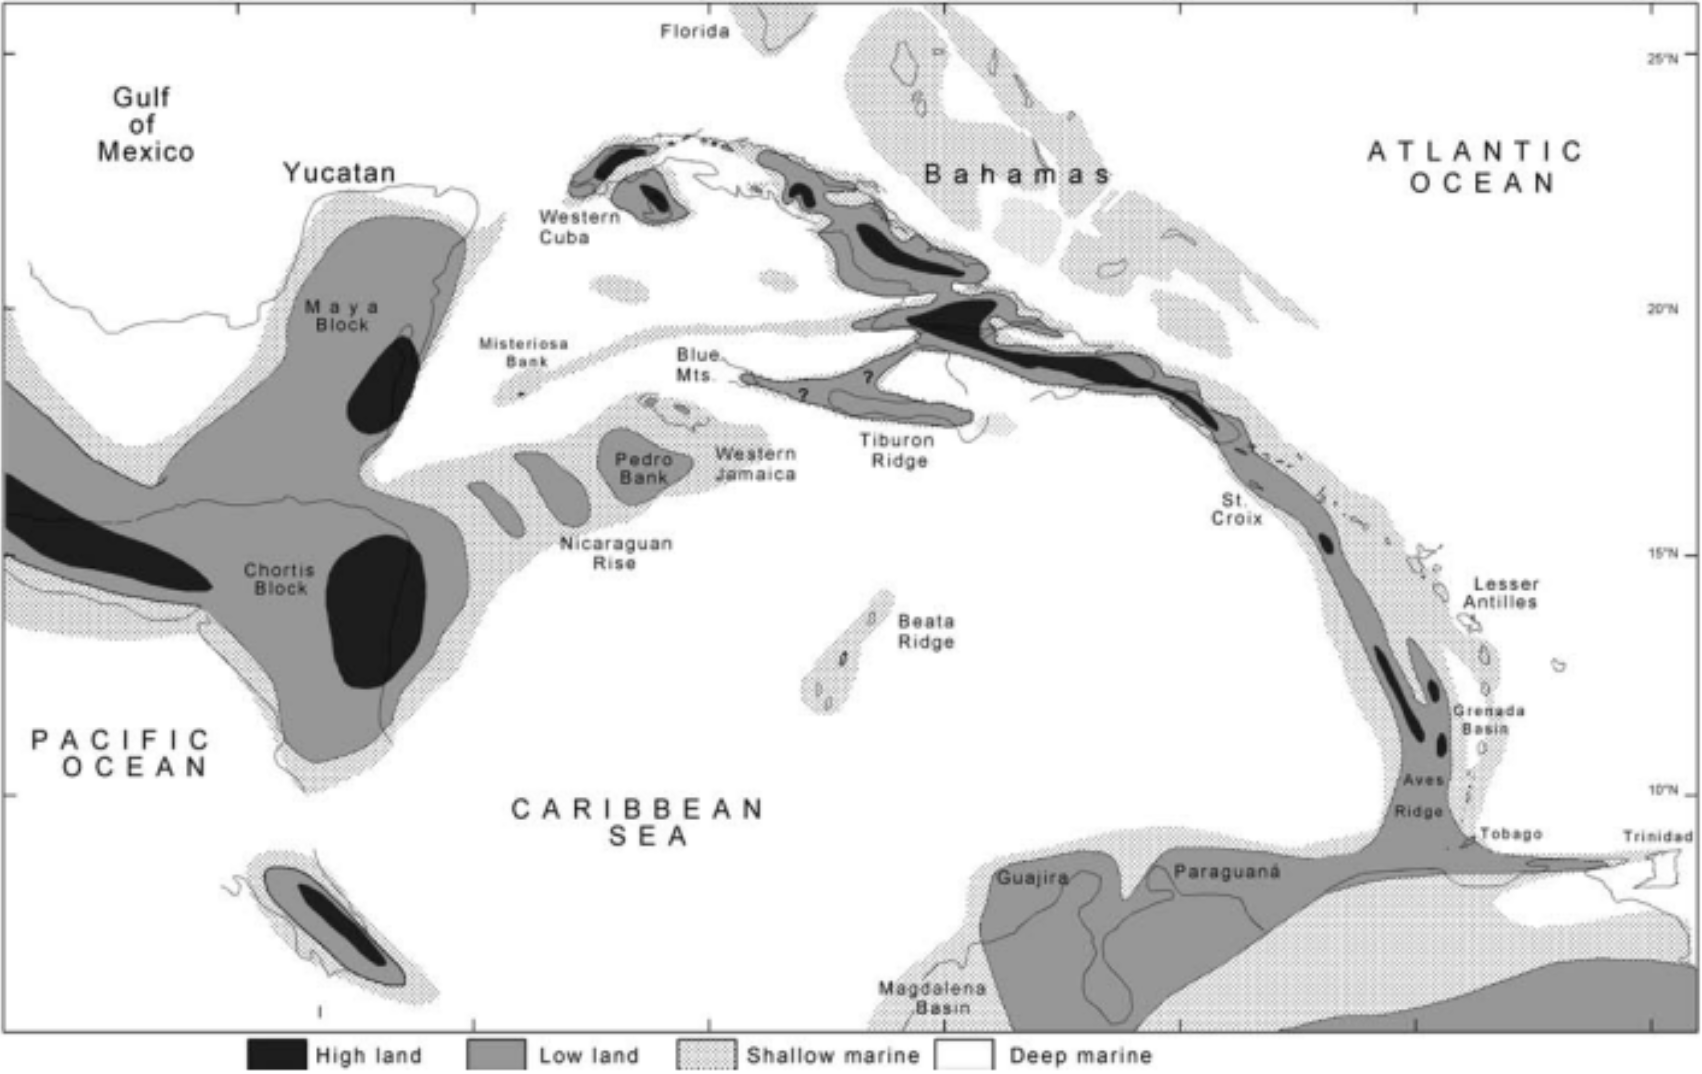 Florida
25°N
Gulf
of
Mexico
ATLANTIC
OCEAN
Yucatan
Bahamas
Western
Cuba
Maya
Block
20°N
Misteriosa
Bank
Blue
Mts.
?
?
Tiburon
Ridge
Pedro
Bank
Western
Jamaica
St.
Croix
Nicaraguan
Rise
15°N
Chortis
Block
Lesser
Antilles
Beata
Ridge
Grenada
Basin
PACIFIC
OCEAN
Aves
Ridge
10°N
CARIBBEAN
SEA
Tobago
Trinidad
Guajira
Paraguaná
Magdalena
Basin
High land
Low land
Shallow marine
Deep marine